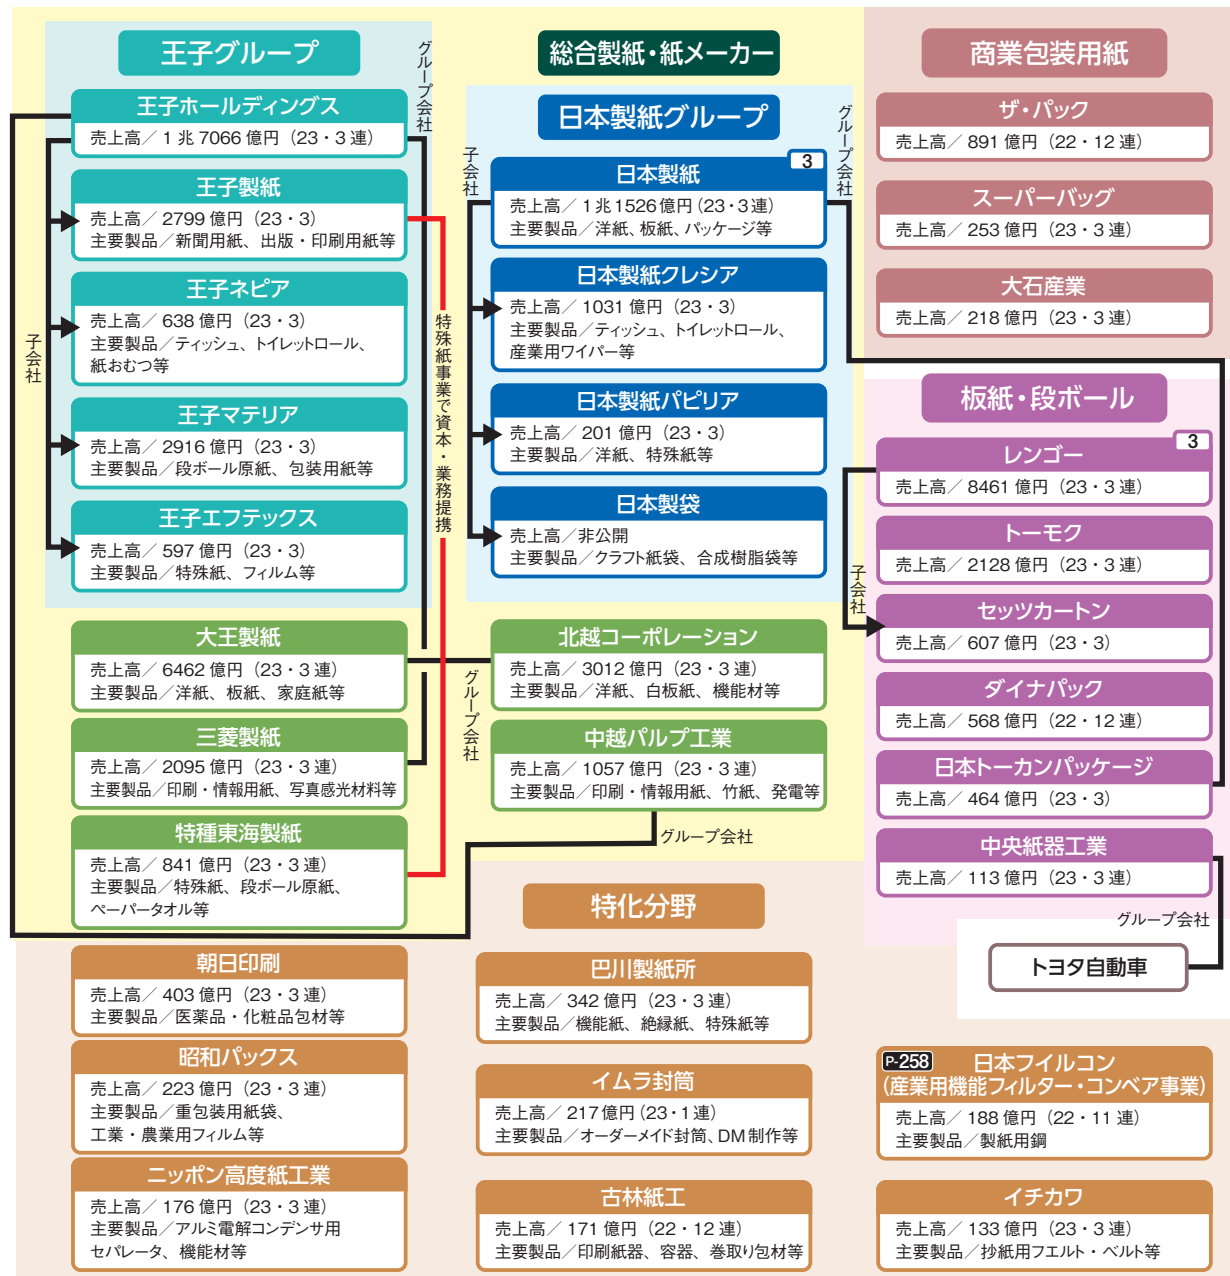 王子グループ
グループ会社
王子ホールディングス
売上高／1兆7066億円（23・3連）
王子製紙
売上高／2799億円（23・3）
主要製品／新聞用紙、出版・印刷用紙等
王子ネピア
売上高／638億円（23・3）
主要製品／ティッシュ、トイレットロール、
紙おむつ等
子会社
王子マテリア
売上高／2916億円（23・3）
主要製品／段ボール原紙、包装用紙等
王子エフテックス
売上高／597億円（23・3）
主要製品／特殊紙、フィルム等
特殊紙事業で資本・業務提携
大王製紙
売上高／6462億円（23・3連）
主要製品／洋紙、板紙、家庭紙等
三菱製紙
売上高／2095億円（23・3連）
主要製品／印刷・情報用紙、写真感光材料等
特種東海製紙
売上高／841億円（23・3連）
主要製品／特殊紙、段ボール原紙、
ペーパータオル等
総合製紙・紙メーカー
日本製紙グループ
グループ会社
子会社
3
日本製紙
売上高／1兆1526億円（23・3連）
主要製品／洋紙、板紙、パッケージ等
日本製紙クレシア
売上高／1031億円（23・3）
主要製品／ティッシュ、トイレットロール、
産業用ワイパー等
日本製紙パピリア
売上高／201億円（23・3）
主要製品／洋紙、特殊紙等
日本製袋
売上高／非公開
主要製品／クラフト紙袋、合成樹脂袋等
北越コーポレーション
売上高／3012億円（23・3連）
主要製品／洋紙、白板紙、機能材等
グループ会社
中越パルプ工業
売上高／1057億円（23・3連）
主要製品／印刷・情報用紙、竹紙、発電等
グループ会社
商業包装用紙
ザ・パック
売上高／891億円（22・12連）
スーパーバッグ
売上高／253億円（23・3連）
大石産業
売上高／218億円（23・3連）
板紙・段ボール
3
レンゴー
売上高／8461億円（23・3連）
トーモク
売上高／2128億円（23・3連）
子会社
セッツカートン
売上高／607億円（23・3）
ダイナパック
売上高／568億円（22・12連）
日本トーカンパッケージ
売上高／464億円（23・3）
中央紙器工業
売上高／113億円（23・3連）
グループ会社
トヨタ自動車
特化分野
朝日印刷
売上高／403億円（23・3連）
主要製品／医薬品・化粧品包材等
昭和パックス
売上高／223億円（23・3連）
主要製品／重包装用紙袋、
工業・農業用フィルム等
ニッポン高度紙工業
売上高／176億円（23・3連）
主要製品／アルミ電解コンデンサ用
セパレータ、機能材等
巴川製紙所
売上高／342億円（23・3連）
主要製品／機能紙、絶縁紙、特殊紙等
イムラ封筒
売上高／217億円（23・1連）
主要製品／オーダーメイド封筒、DM制作等
古林紙工
売上高／171億円（22・12連）
主要製品／印刷紙器、容器、巻取り包材等
P-258 日本フイルコン
（産業用機能フィルター・コンベア事業）
売上高／188億円（22・11連）
主要製品／製紙用鋼
イチカワ
売上高／133億円（23・3連）
主要製品／抄紙用フエルト・ベルト等